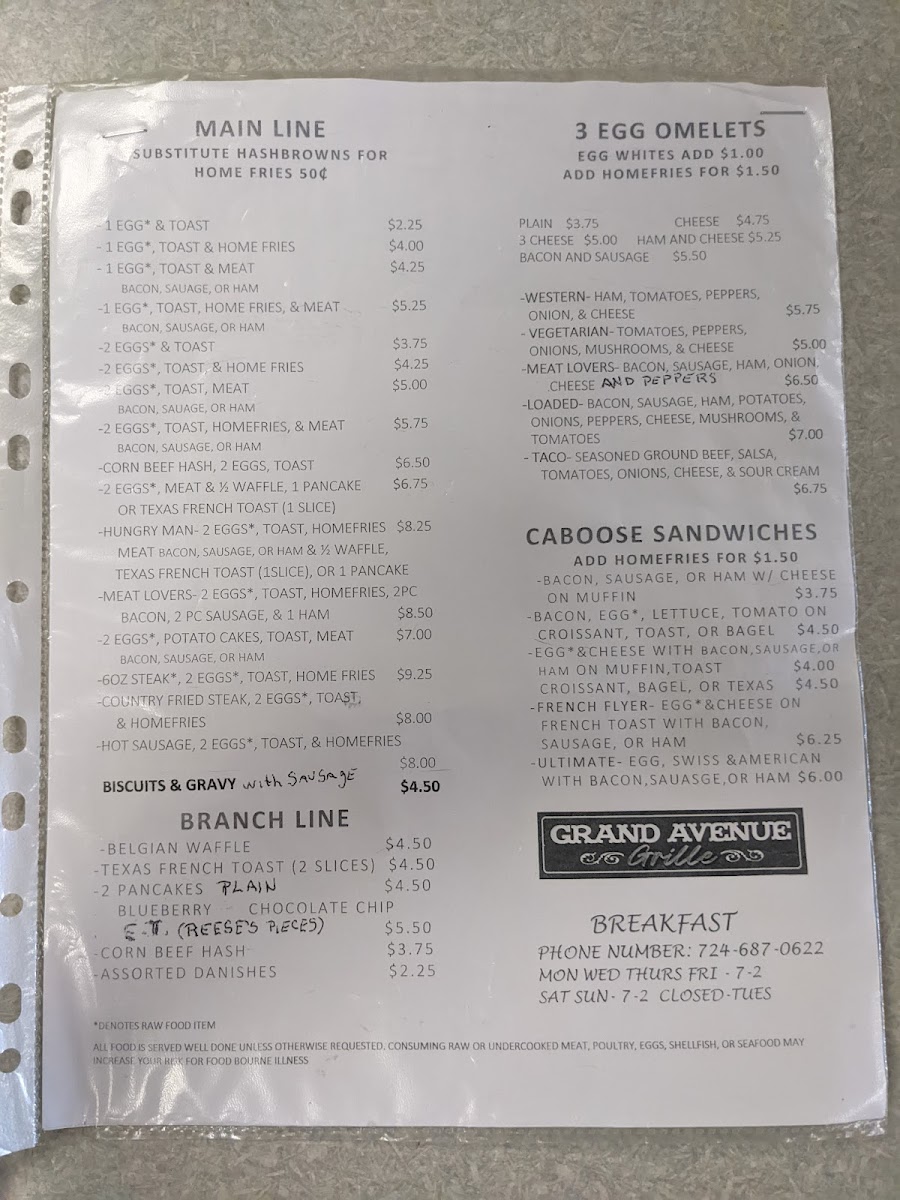 MAIN LINE
SUBSTITUTE HASHBROWNS FOR
HOME FRIES 50¢
- 1 EGG* & TOAST $2.25
- 1 EGG*, TOAST & HOME FRIES $4.00
- 1 EGG*, TOAST & MEAT $4.25
BACON, SAUAGE, OR HAM
-1 EGG*, TOAST, HOME FRIES, & MEAT $5.25
BACON, SAUSAGE, OR HAM
-2 EGGS* & TOAST $3.75
-2 EGGS*, TOAST, & HOME FRIES $4.25
-2 EGGS*, TOAST, MEAT $5.00
BACON, SAUAGE, OR HAM
-2 EGGS*, TOAST, HOMEFRIES, & MEAT $5.75
BACON, SAUSAGE, OR HAM
-CORN BEEF HASH, 2 EGGS, TOAST $6.50
-2 EGGS*, MEAT & ½ WAFFLE, 1 PANCAKE $6.75
OR TEXAS FRENCH TOAST (1 SLICE)
-HUNGRY MAN- 2 EGGS*, TOAST, HOMEFRIES $8.25
MEAT BACON, SAUSAGE, OR HAM & ½ WAFFLE,
TEXAS FRENCH TOAST (1SLICE), OR 1 PANCAKE
-MEAT LOVERS- 2 EGGS*, TOAST, HOMEFRIES, 2PC
BACON, 2 PC SAUSAGE, & 1 HAM $8.50
-2 EGGS*, POTATO CAKES, TOAST, MEAT $7.00
BACON, SAUSAGE, OR HAM
-6OZ STEAK*, 2 EGGS*, TOAST, HOME FRIES $9.25
-COUNTRY FRIED STEAK, 2 EGGS*, TOAST,
& HOMEFRIES $8.00
-HOT SAUSAGE, 2 EGGS*, TOAST, & HOMEFRIES
$8.00
BISCUITS & GRAVY with SAUSAGE $4.50
BRANCH LINE
-BELGIAN WAFFLE $4.50
-TEXAS FRENCH TOAST (2 SLICES) $4.50
-2 PANCAKES PLAIN $4.50
BLUEBERRY CHOCOLATE CHIP
E.T. (REESE'S PIECES) $5.50
-CORN BEEF HASH $3.75
-ASSORTED DANISHES $2.25
3 EGG OMELETS
EGG WHITES ADD $1.00
ADD HOMEFRIES FOR $1.50
PLAIN $3.75 CHEESE $4.75
3 CHEESE $5.00 HAM AND CHEESE $5.25
BACON AND SAUSAGE $5.50
-WESTERN- HAM, TOMATOES, PEPPERS,
ONION, & CHEESE $5.75
- VEGETARIAN- TOMATOES, PEPPERS,
ONIONS, MUSHROOMS, & CHEESE $5.00
-MEAT LOVERS- BACON, SAUSAGE, HAM, ONION,
CHEESE AND PEPPERS $6.50
-LOADED- BACON, SAUSAGE, HAM, POTATOES,
ONIONS, PEPPERS, CHEESE, MUSHROOMS, &
TOMATOES $7.00
- TACO- SEASONED GROUND BEEF, SALSA,
TOMATOES, ONIONS, CHEESE, & SOUR CREAM
$6.75
CABOOSE SANDWICHES
ADD HOMEFRIES FOR $1.50
-BACON, SAUSAGE, OR HAM W/ CHEESE
ON MUFFIN $3.75
-BACON, EGG*, LETTUCE, TOMATO ON
CROISSANT, TOAST, OR BAGEL $4.50
-EGG*&CHEESE WITH BACON,SAUSAGE,OR
HAM ON MUFFIN,TOAST $4.00
CROISSANT, BAGEL, OR TEXAS $4.50
-FRENCH FLYER- EGG*&CHEESE ON
FRENCH TOAST WITH BACON,
SAUSAGE, OR HAM $6.25
-ULTIMATE- EGG, SWISS &AMERICAN
WITH BACON,SAUASGE,OR HAM $6.00
GRAND AVENUE
Grille
BREAKFAST
PHONE NUMBER: 724-687-0622
MON WED THURS FRI - 7-2
SAT SUN- 7-2 CLOSED-TUES
*DENOTES RAW FOOD ITEM
ALL FOOD IS SERVED WELL DONE UNLESS OTHERWISE REQUESTED. CONSUMING RAW OR UNDERCOOKED MEAT, POULTRY, EGGS, SHELLFISH, OR SEAFOOD MAY
INCREASE YOUR RISK FOR FOOD BOURNE ILLNESS